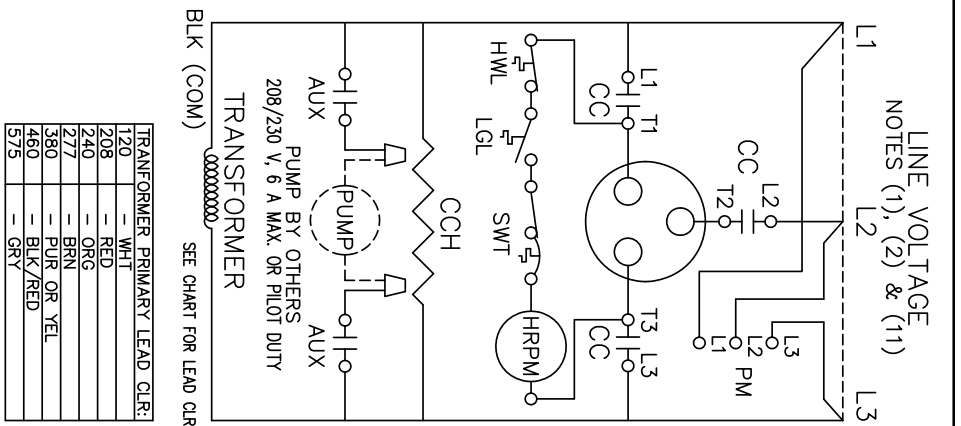 LINE VOLTAGE
NOTES (1), (2) & (11)
L1
L2
L3
L1
L2
L3
PM
CC
L2
T2
L1
T1
CC
T3
L3
CC
HWL
LGL
SWT
HRPM
CCH
AUX
PUMP
AUX
PUMP BY OTHERS
208/230 V, 6 A MAX. OR PILOT DUTY
TRANSFORMER
BLK (COM)
SEE CHART FOR LEAD CLR
TRANFORMER PRIMARY LEAD CLR:
120 - WHT
208 - RED
240 - ORG
277 - BRN
380 - PUR OR YEL
460 - BLK/RED
575 - GRY